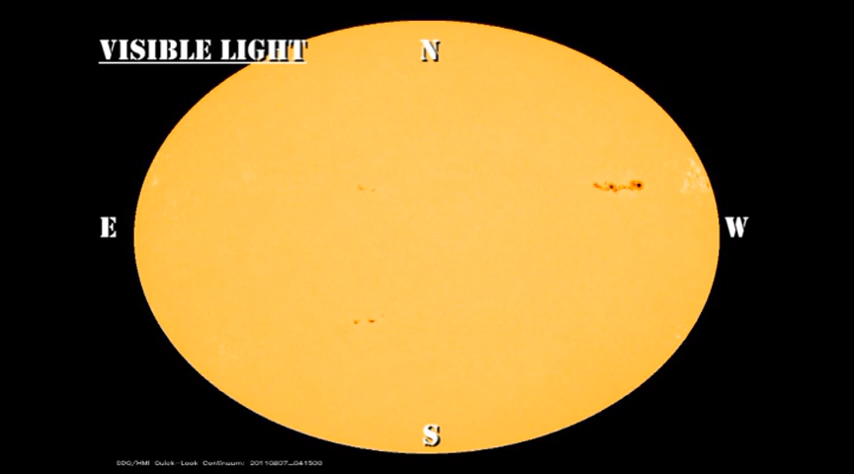 VISIBLE LIGHT
N
E
W
S
SDO/HMI Quick-Look Continuum: 20110807_041500